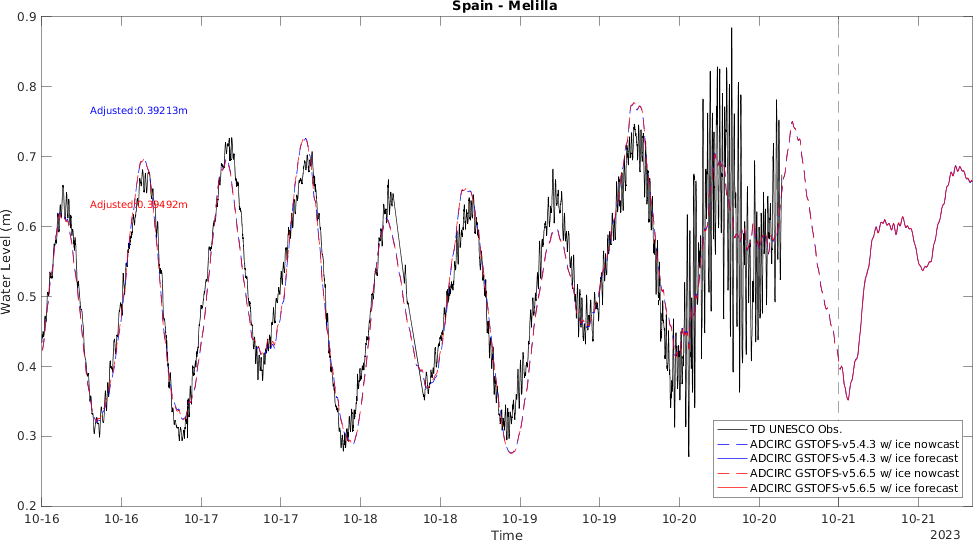 Spain - Melilla
0.9
0.8
0.7
0.6
0.5
0.4
0.3
0.2
Water Level (m)
Adjusted:0.39213m
Adjusted:0.39492m
TD UNESCO Obs.
ADCIRC GSTOFS-v5.4.3 w/ ice nowcast
ADCIRC GSTOFS-v5.4.3 w/ ice forecast
ADCIRC GSTOFS-v5.6.5 w/ ice nowcast
ADCIRC GSTOFS-v5.6.5 w/ ice forecast
10-16 10-16 10-17 10-17 10-18 10-18 10-19 10-19 10-20 10-20 10-21 10-21
Time
2023